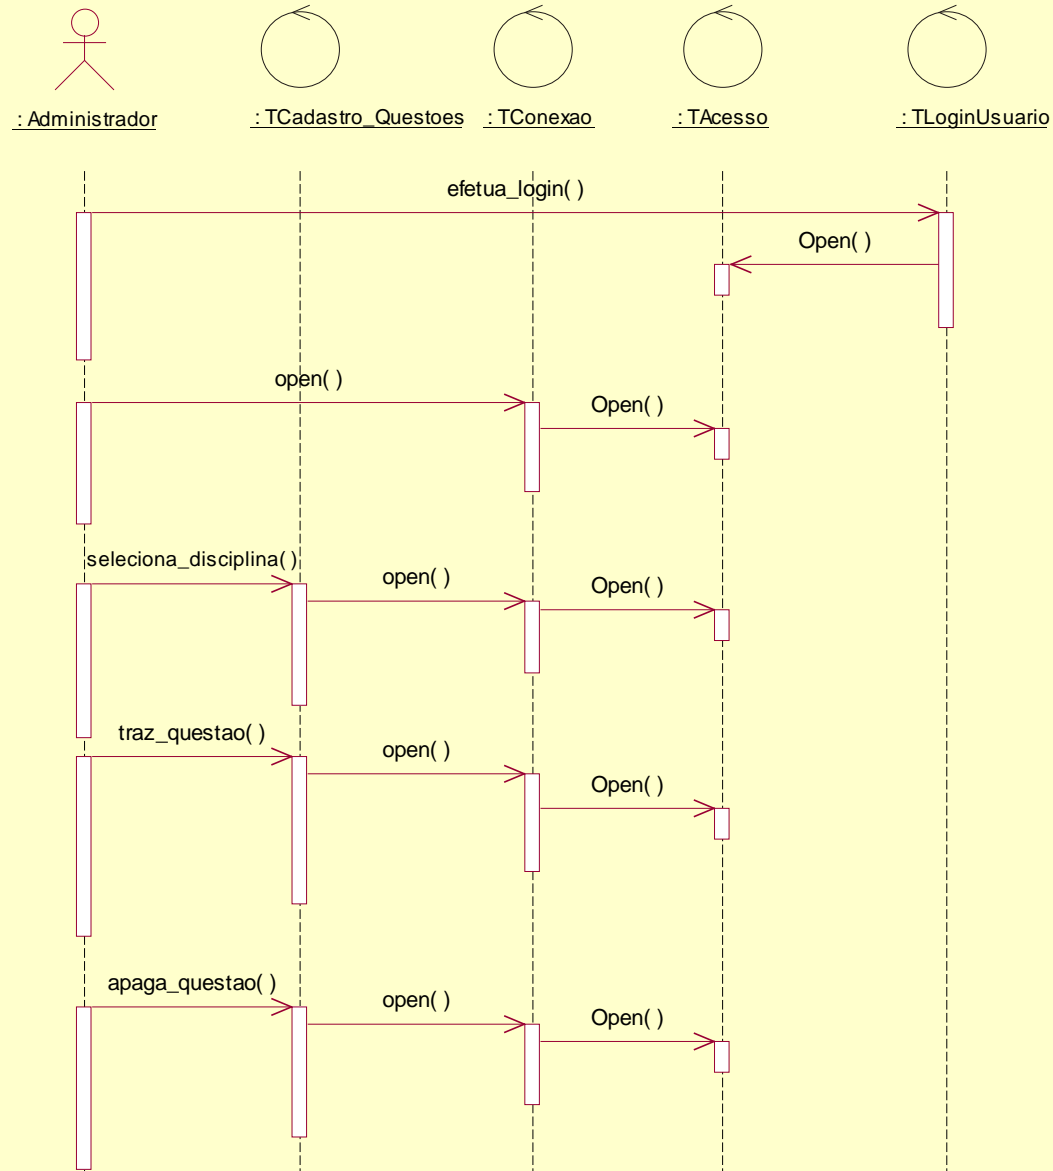 : Administrador
: TCadastro_Questoes
: TConexao
: TAcesso
: TLoginUsuario
efetua_login( )
Open( )
open( )
Open( )
seleciona_disciplina( )
open( )
Open( )
traz_questao( )
open( )
Open( )
apaga_questao( )
open( )
Open( )